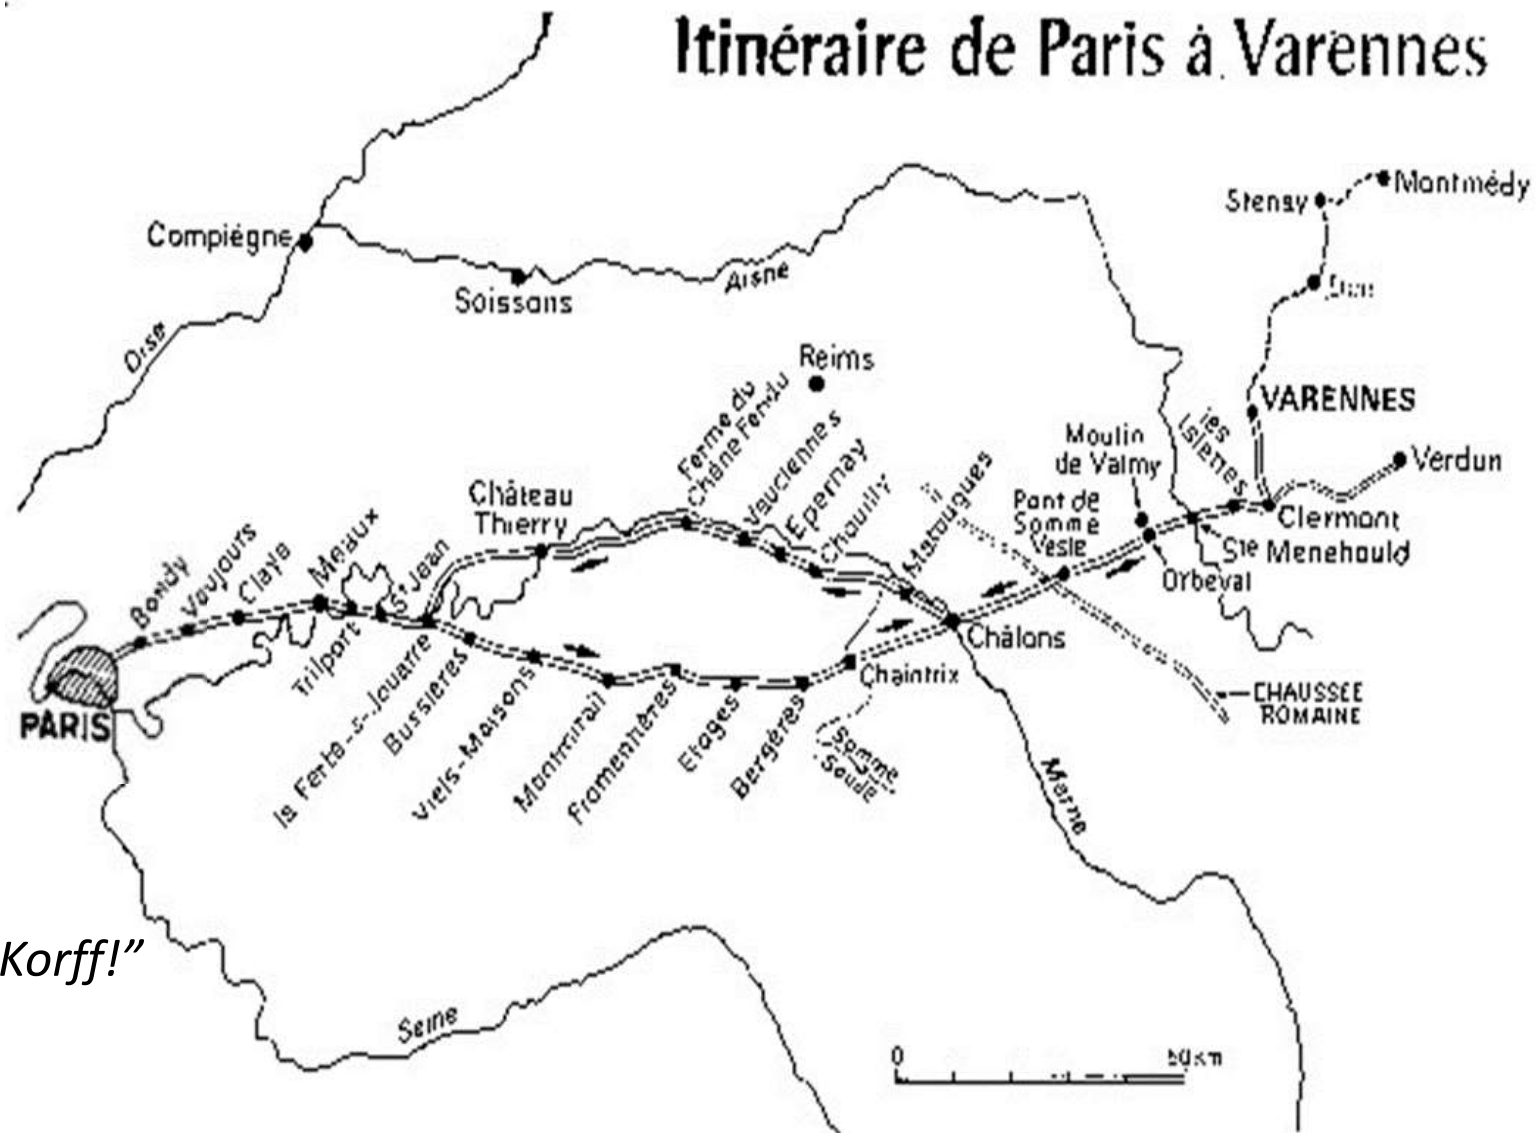 Itinéraire de Paris à Varennes
Montmédy
Stenay
Compiégne
Soissons
Aisne
Oise
Reims
VARENNES
Ferme du
Chêne Fendu
Vauciennes
Epernay
Chouilly
Matougues
Moulin
de Valmy
les
Islettes
Verdun
Château
Thierry
Pont de
Somme
Vesle
Clermont
Ste Menehould
Orbeval
Bondy
Vaujours
Claye
Meaux
St Jean
Châlons
Chaintrix
PARIS
Trilport
la Ferté-s-Jouarre
Bussières
Viels-Maisons
Montmirail
Fromennères
Etoges
Bergères
Somme
Soude
CHAUSSÉE
ROMAINE
Marne
Korff!”
Seine
0
50 km